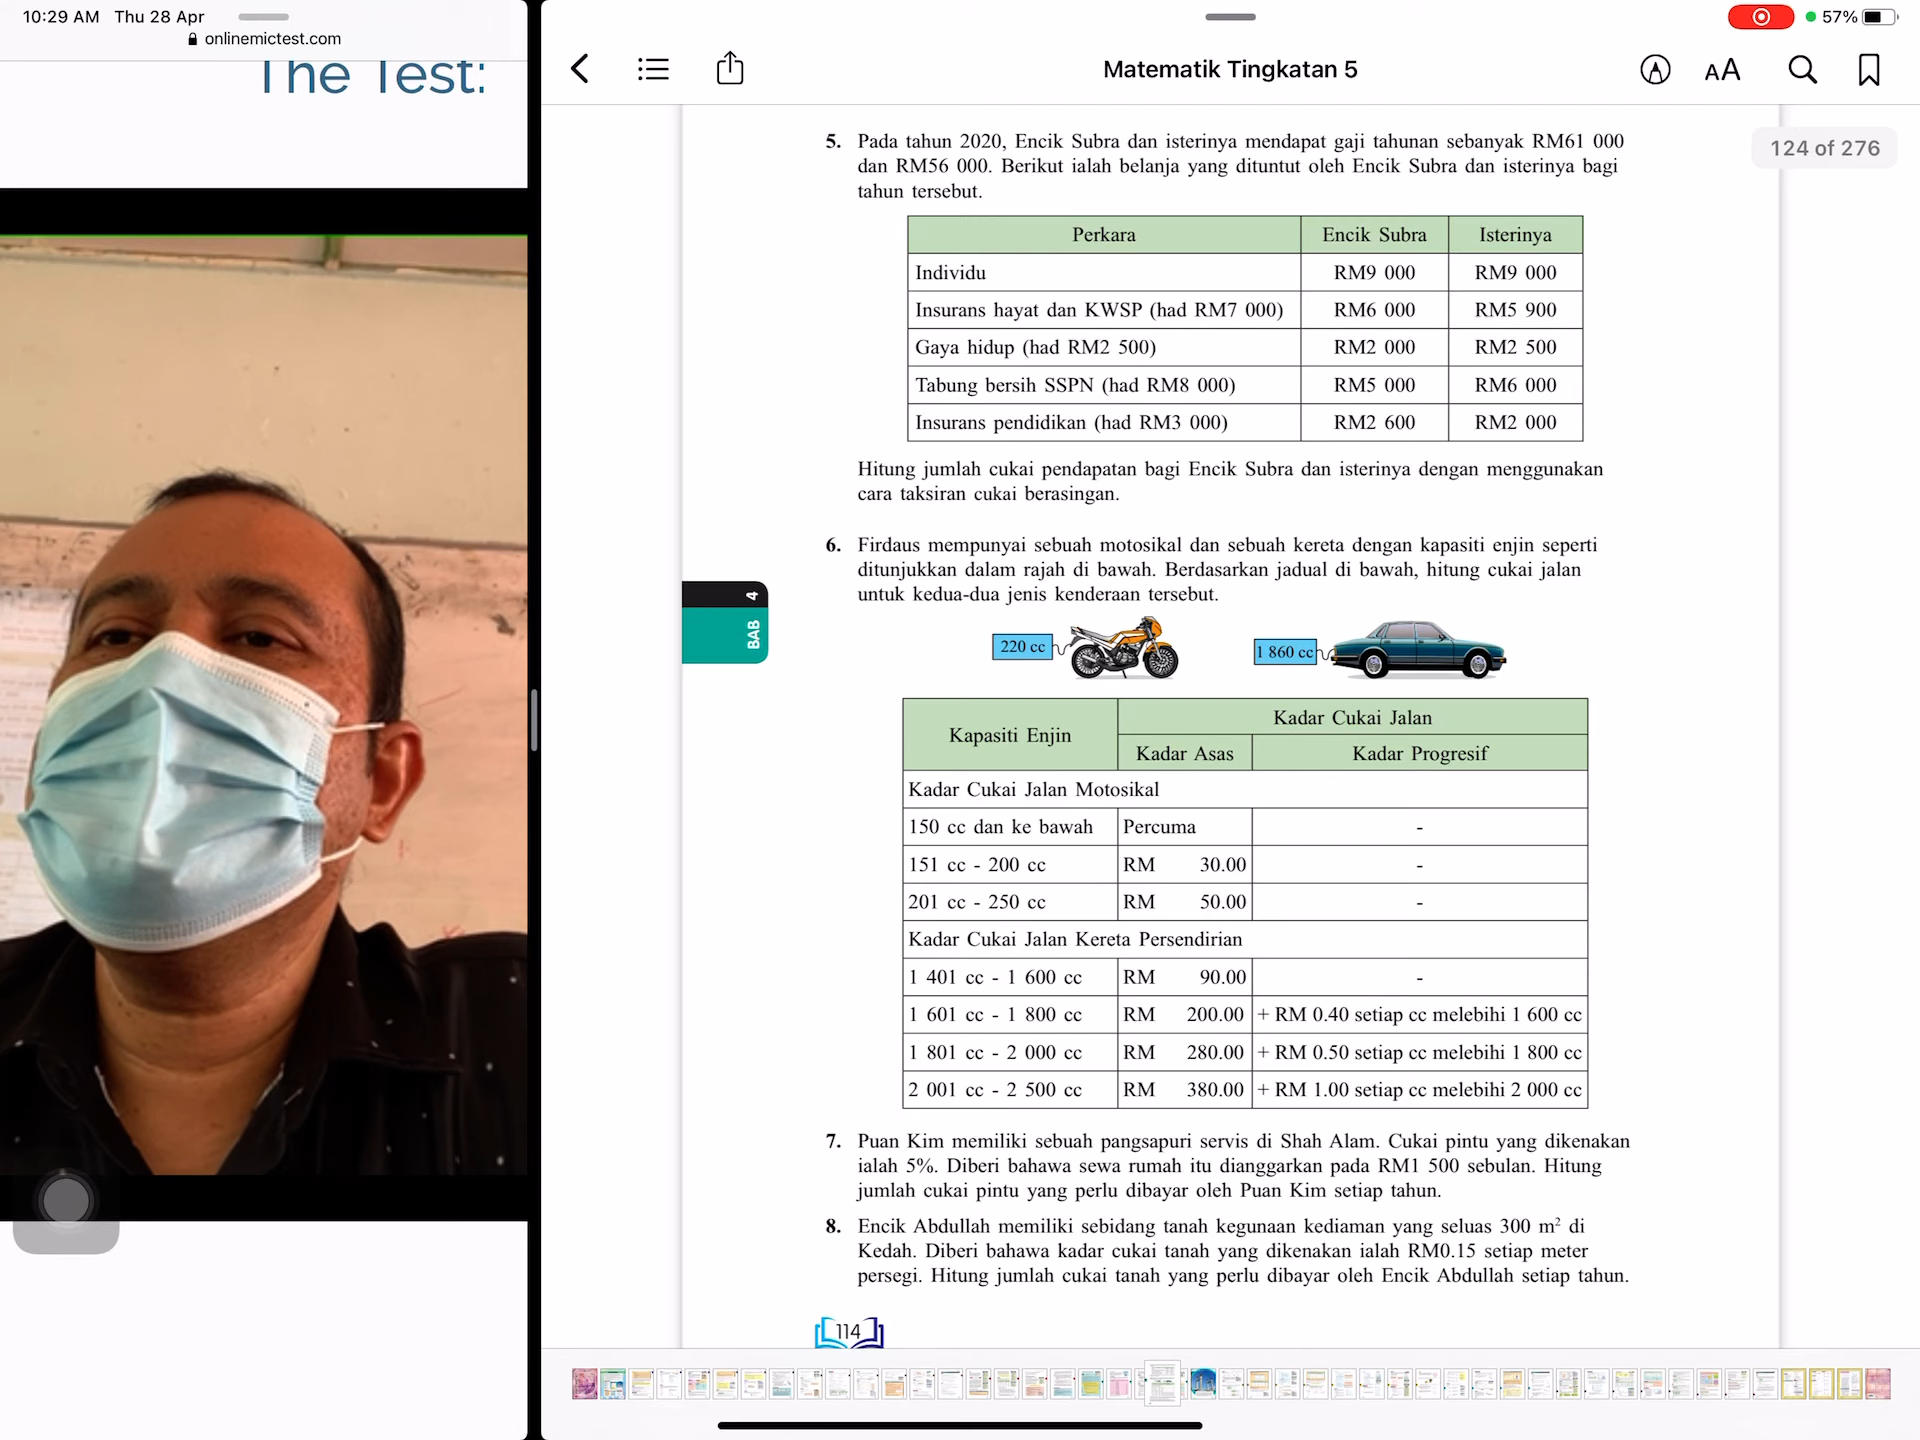 10:29 AM Thu 28 Apr
onlinemictest.com
The Test:
57%
Matematik Tingkatan 5
AA
124 of 276
5. Pada tahun 2020, Encik Subra dan isterinya mendapat gaji tahunan sebanyak RM61 000
dan RM56 000. Berikut ialah belanja yang dituntut oleh Encik Subra dan isterinya bagi
tahun tersebut.
Perkara Encik Subra Isterinya
Individu RM9 000 RM9 000
Insurans hayat dan KWSP (had RM7 000) RM6 000 RM5 900
Gaya hidup (had RM2 500) RM2 000 RM2 500
Tabung bersih SSPN (had RM8 000) RM5 000 RM6 000
Insurans pendidikan (had RM3 000) RM2 600 RM2 000
Hitung jumlah cukai pendapatan bagi Encik Subra dan isterinya dengan menggunakan
cara taksiran cukai berasingan.
6. Firdaus mempunyai sebuah motosikal dan sebuah kereta dengan kapasiti enjin seperti
ditunjukkan dalam rajah di bawah. Berdasarkan jadual di bawah, hitung cukai jalan
untuk kedua-dua jenis kenderaan tersebut.
BAB 4
220 cc 1 860 cc
Kapasiti Enjin Kadar Cukai Jalan
Kadar Asas Kadar Progresif
Kadar Cukai Jalan Motosikal
150 cc dan ke bawah Percuma -
151 cc - 200 cc RM 30.00 -
201 cc - 250 cc RM 50.00 -
Kadar Cukai Jalan Kereta Persendirian
1 401 cc - 1 600 cc RM 90.00 -
1 601 cc - 1 800 cc RM 200.00 + RM 0.40 setiap cc melebihi 1 600 cc
1 801 cc - 2 000 cc RM 280.00 + RM 0.50 setiap cc melebihi 1 800 cc
2 001 cc - 2 500 cc RM 380.00 + RM 1.00 setiap cc melebihi 2 000 cc
7. Puan Kim memiliki sebuah pangsapuri servis di Shah Alam. Cukai pintu yang dikenakan
ialah 5%. Diberi bahawa sewa rumah itu dianggarkan pada RM1 500 sebulan. Hitung
jumlah cukai pintu yang perlu dibayar oleh Puan Kim setiap tahun.
8. Encik Abdullah memiliki sebidang tanah kegunaan kediaman yang seluas 300 m² di
Kedah. Diberi bahawa kadar cukai tanah yang dikenakan ialah RM0.15 setiap meter
persegi. Hitung jumlah cukai tanah yang perlu dibayar oleh Encik Abdullah setiap tahun.
114